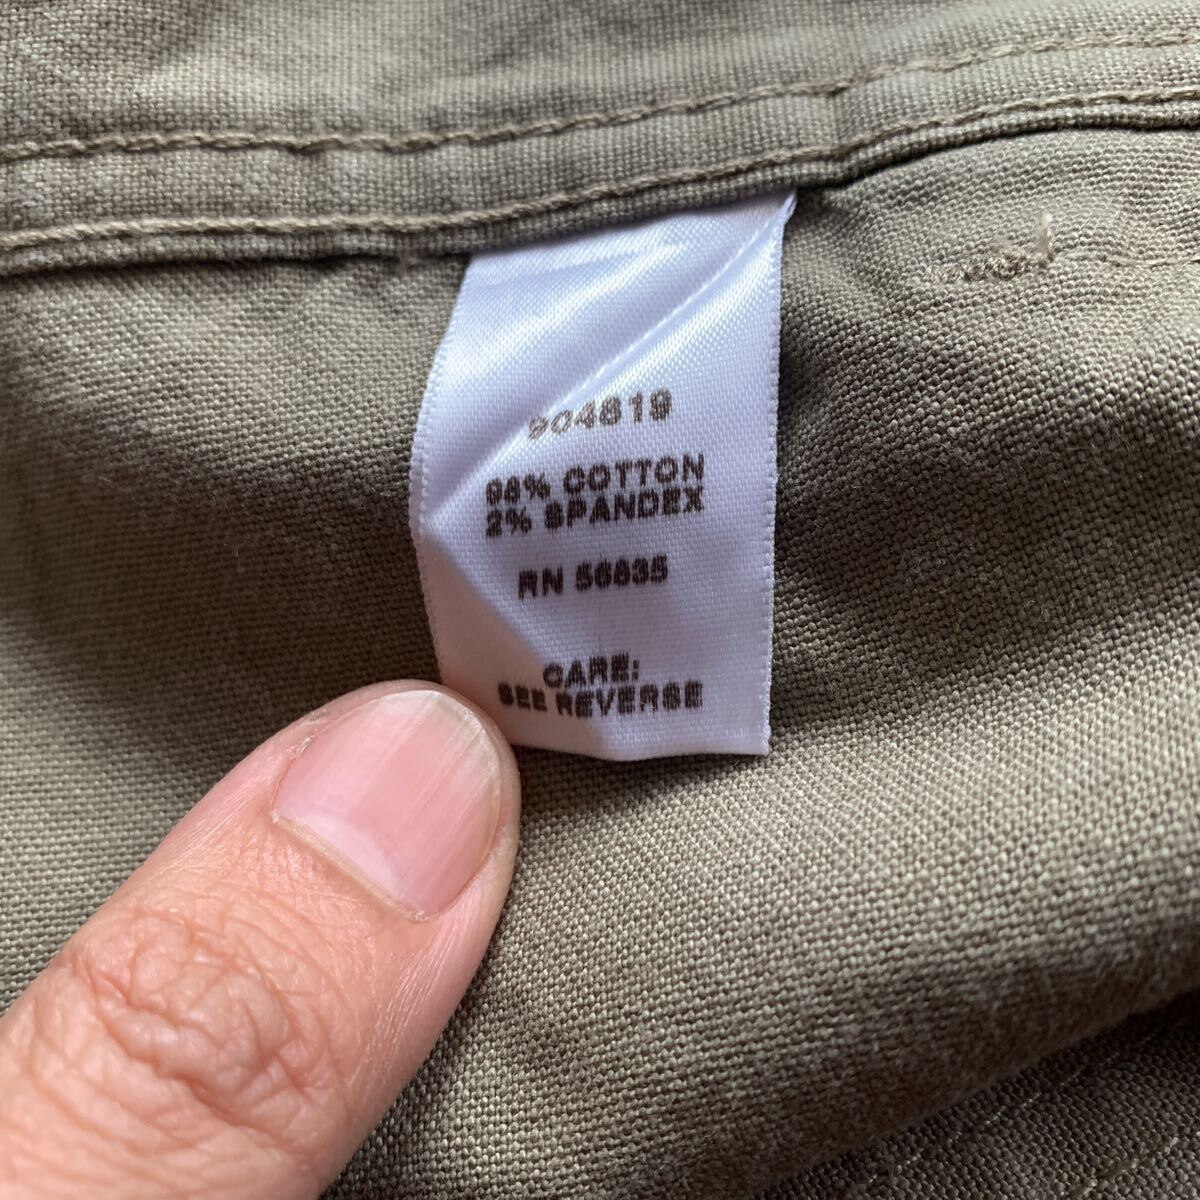 904819
98% COTTON
2% SPANDEX
RN 56835
CARE:
SEE REVERSE